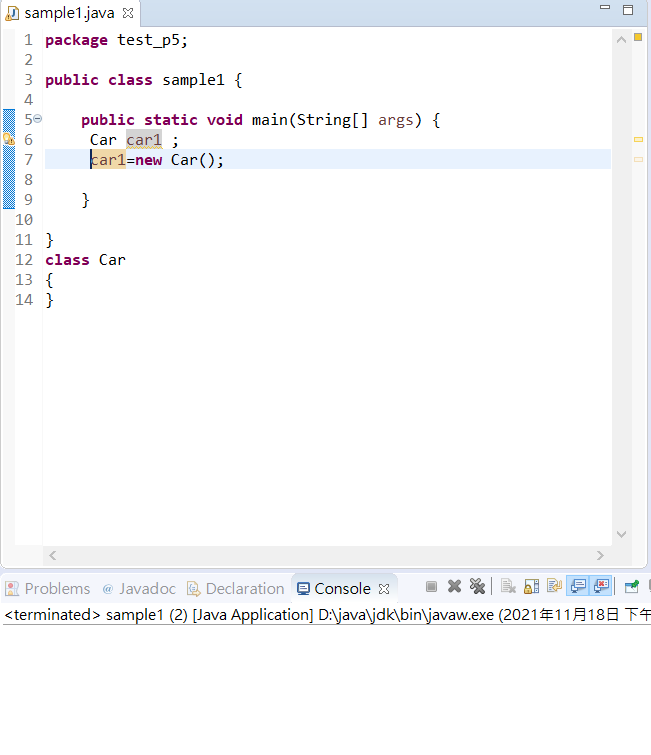 sample1.java
1 package test_p5;
2
3 public class sample1 {
4
5 public static void main(String[] args) {
6 Car car1 ;
7 car1=new Car();
8
9 }
10
11 }
12 class Car
13 {
14 }
Problems @ Javadoc Declaration Console
<terminated> sample1 (2) [Java Application] D:\java\jdk\bin\javaw.exe (2021年11月18日 下午